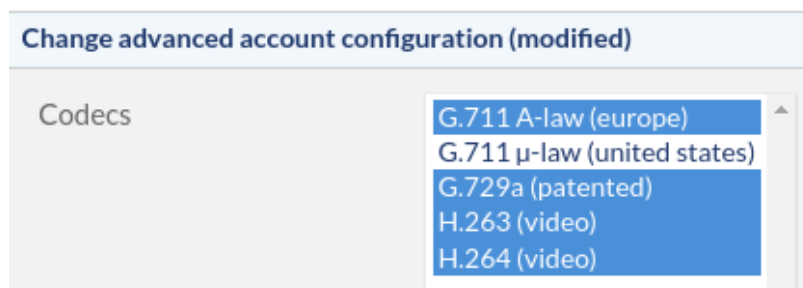 Change advanced account configuration (modified)
Codecs
G.711 A-law (europe)
G.711 µ-law (united states)
G.729a (patented)
H.263 (video)
H.264 (video)